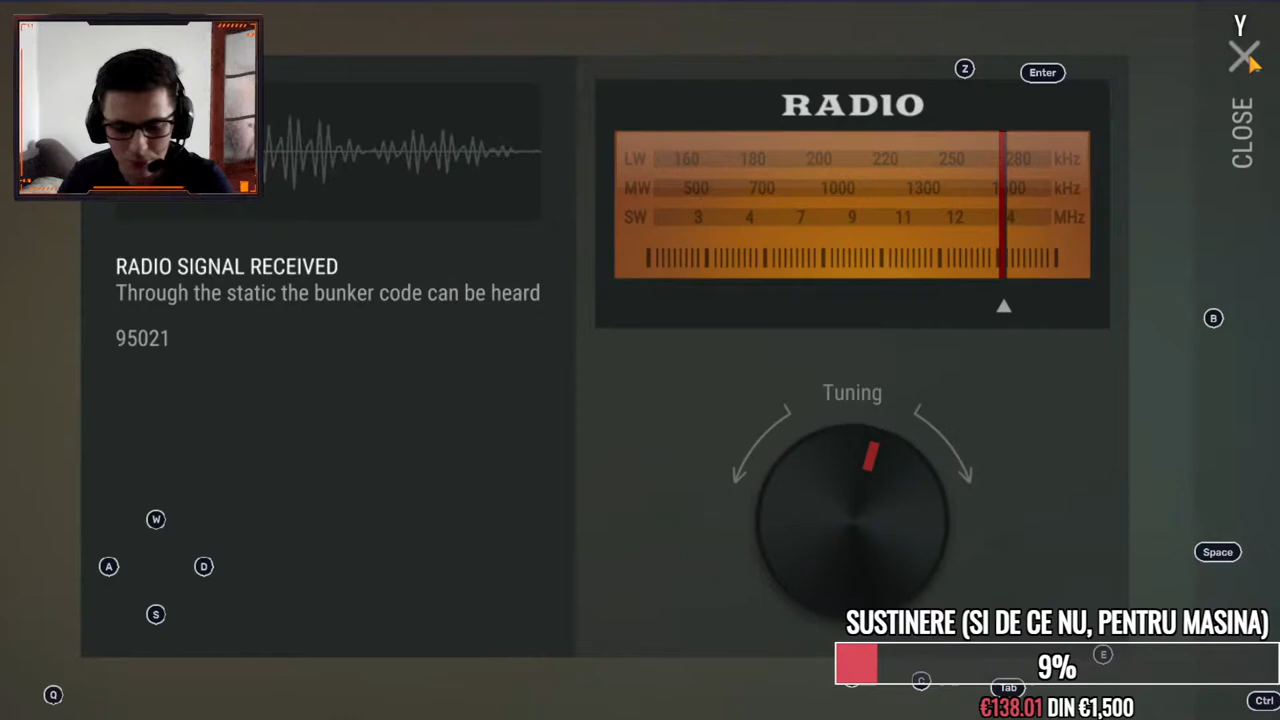 Y
CLOSE
Z
Enter
RADIO
LW 160 180 200 220 250 280 kHz
MW 500 700 1000 1300 kHz
SW 3 4 7 9 11 12 MHz
RADIO SIGNAL RECEIVED
Through the static the bunker code can be heard
95021
B
Tuning
W
A
D
S
Space
SUSTINERE (SI DE CE NU, PENTRU MASINA)
9%
E
C
Tab
Q
Ctrl
€138.01 DIN €1,500